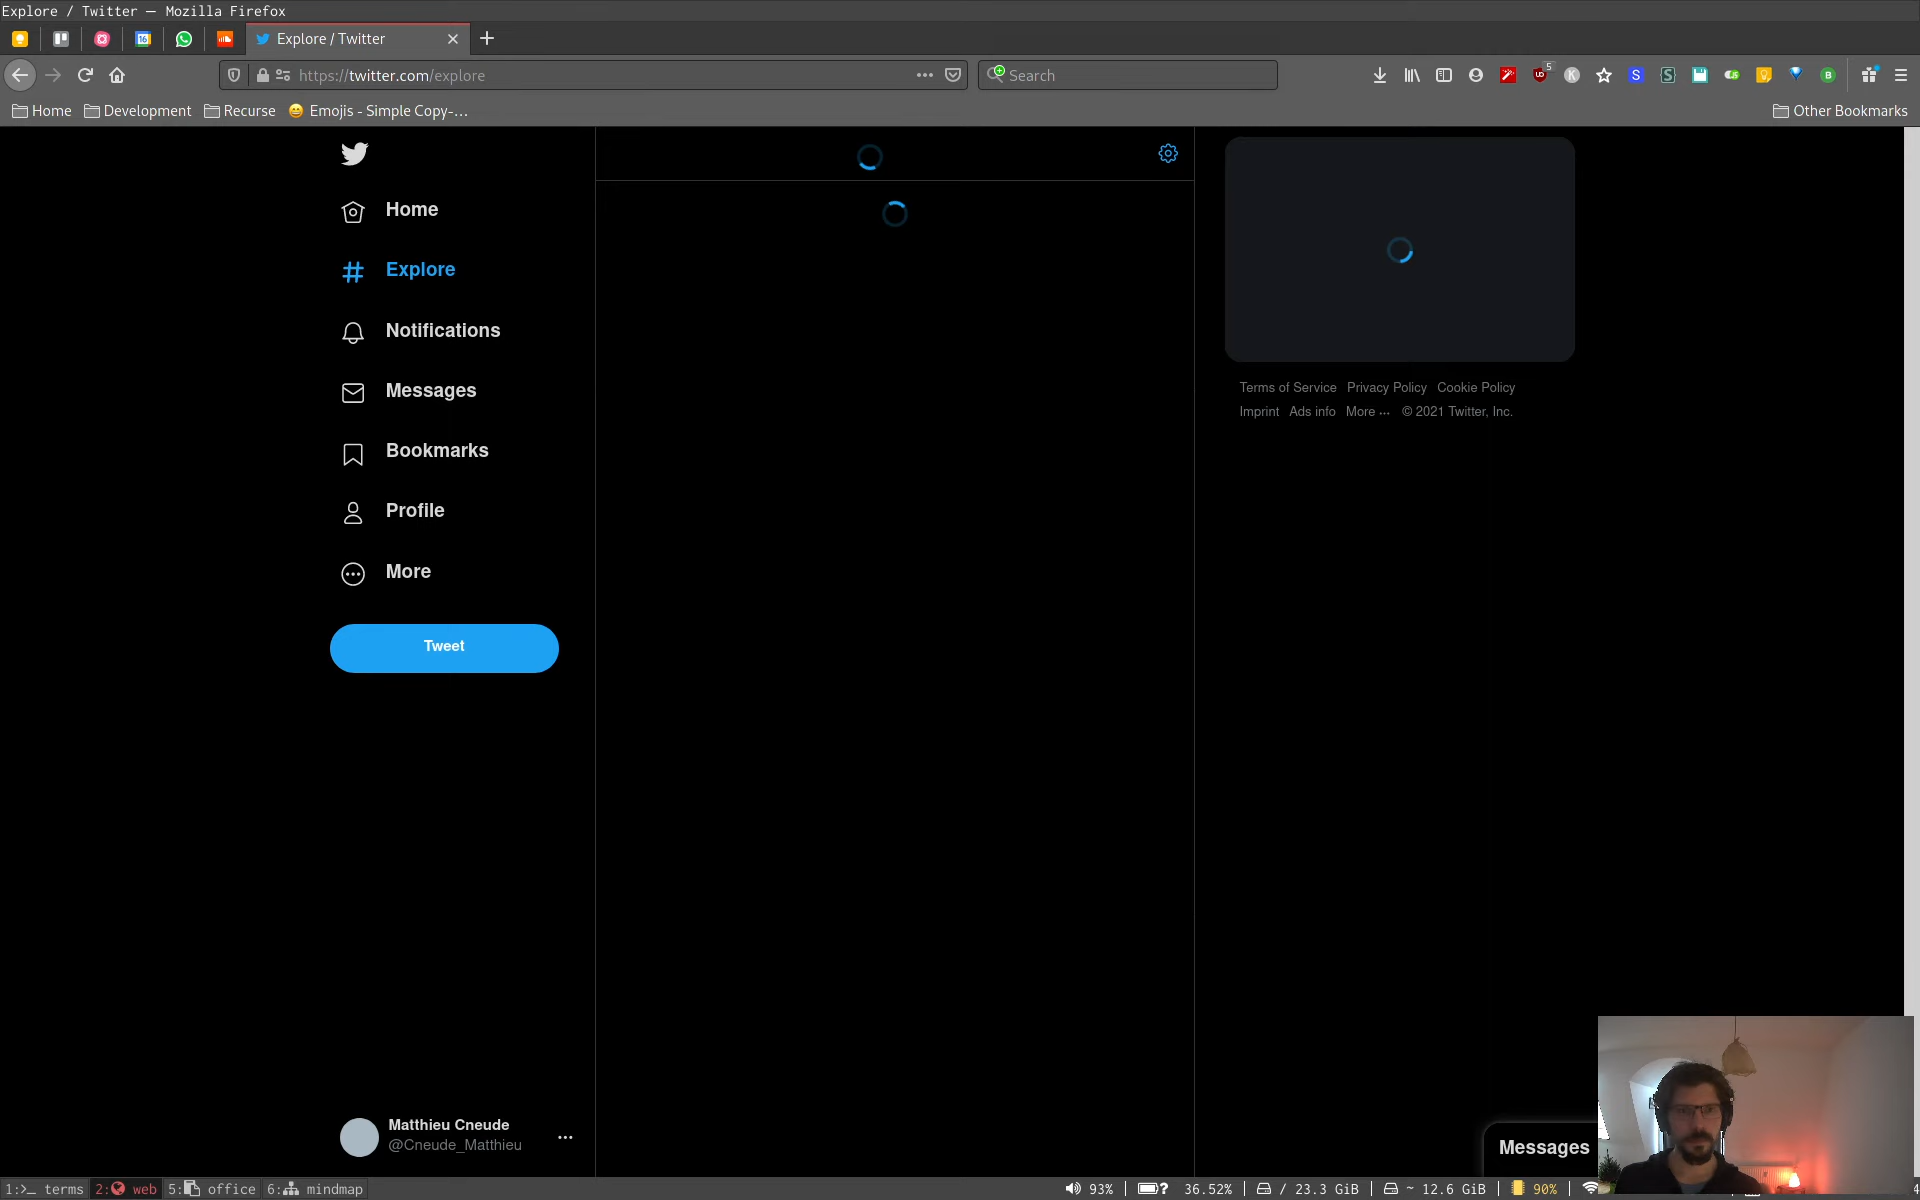 Explore / Twitter — Mozilla Firefox
16
Explore / Twitter
https://twitter.com/explore
Search
5
Home Development Recurse Emojis - Simple Copy-...
Other Bookmarks
Home
Explore
Notifications
Messages
Bookmarks
Profile
More
Tweet
Terms of Service Privacy Policy Cookie Policy
Imprint Ads info More ··· © 2021 Twitter, Inc.
Matthieu Cneude
@Cneude_Matthieu
Messages
1:>_ terms 2: web 5: office 6: mindmap
93% | ? 36.52% | / 23.3 GiB | ~ 12.6 GiB | 90% |